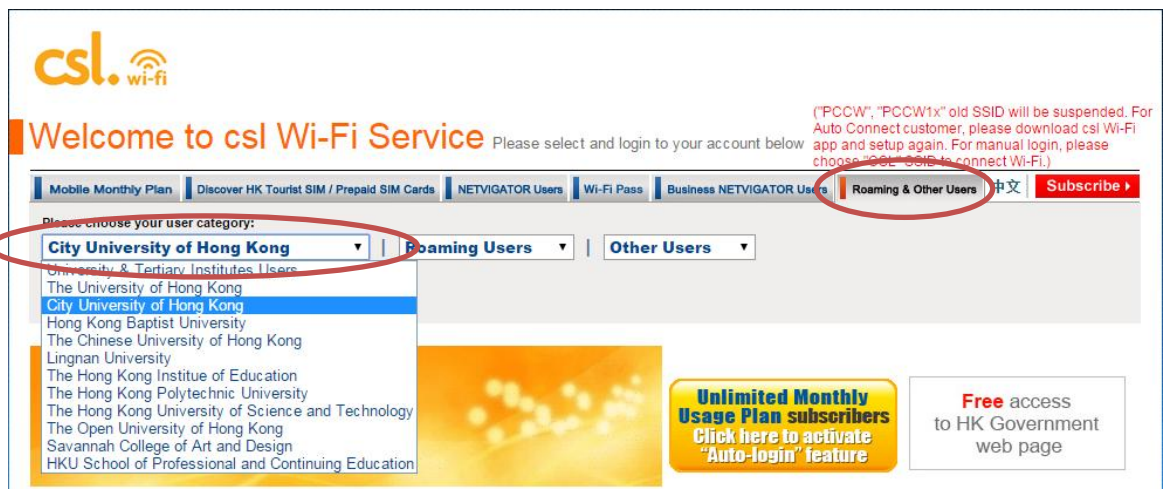 csl.
wi-fi
Welcome to csl Wi-Fi Service Please select and login to your account below
("PCCW", "PCCW1x" old SSID will be suspended. For
Auto Connect customer, please download csl Wi-Fi
app and setup again. For manual login, please
choose "CSL" SSID to connect Wi-Fi.)
Mobile Monthly Plan
Discover HK Tourist SIM / Prepaid SIM Cards
NETVIGATOR Users
Wi-Fi Pass
Business NETVIGATOR Users
Roaming & Other Users
中文
Subscribe
Please choose your user category:
City University of Hong Kong | Roaming Users | Other Users
University & Tertiary Institutes Users
The University of Hong Kong
City University of Hong Kong
Hong Kong Baptist University
The Chinese University of Hong Kong
Lingnan University
The Hong Kong Institue of Education
The Hong Kong Polytechnic University
The Hong Kong University of Science and Technology
The Open University of Hong Kong
Savannah College of Art and Design
HKU School of Professional and Continuing Education
Unlimited Monthly
Usage Plan subscribers
Click here to activate
"Auto-login" feature
Free access
to HK Government
web page